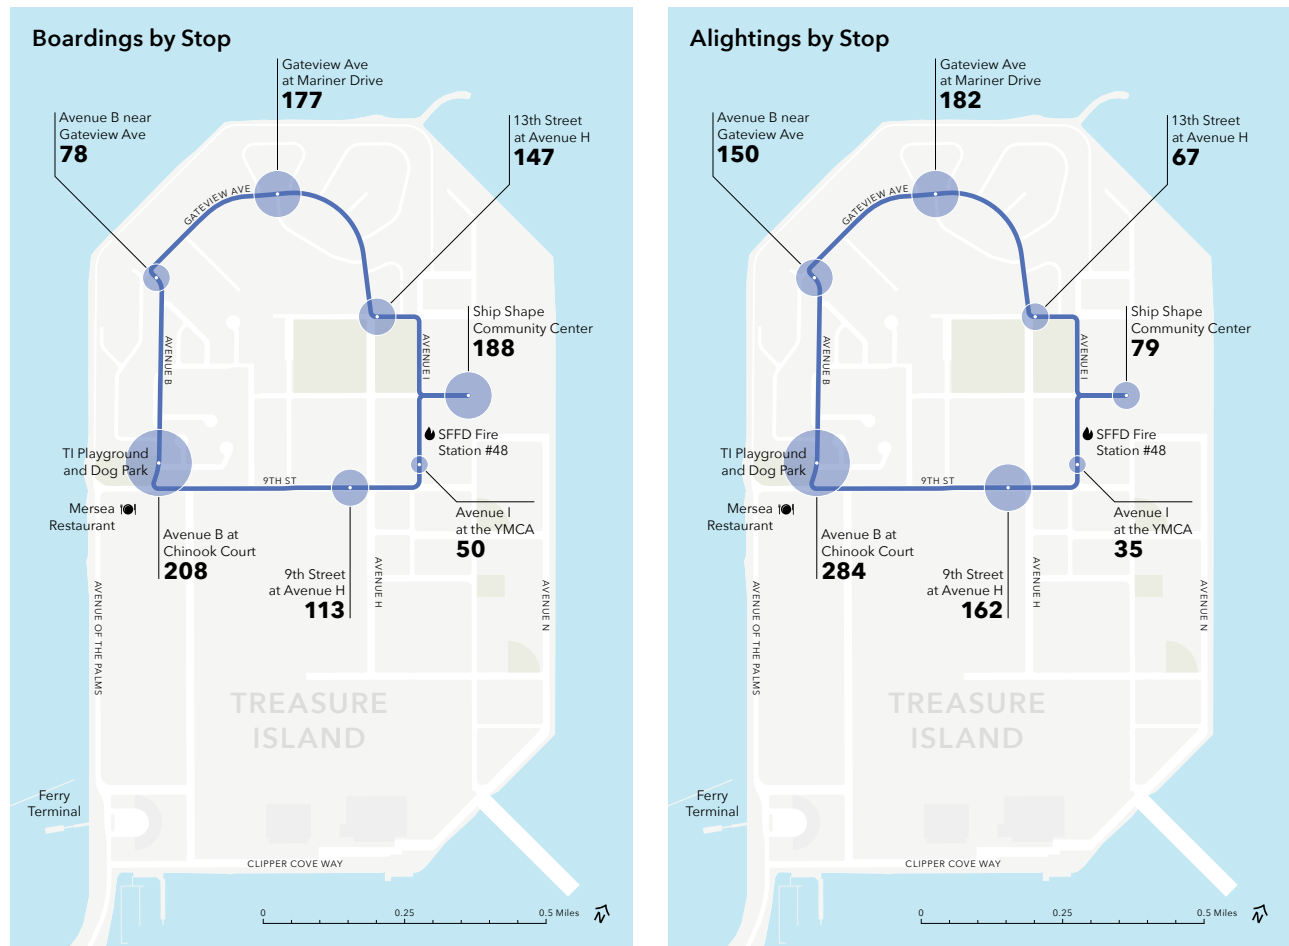 Boardings by Stop
Gateview Ave
at Mariner Drive
177
Avenue B near
Gateview Ave
78
13th Street
at Avenue H
147
GATEVIEW AVE
Ship Shape
Community Center
188
AVENUE B
AVENUE I
SFFD Fire
Station #48
TI Playground
and Dog Park
9TH ST
Mersea
Restaurant
Avenue I
at the YMCA
50
Avenue B at
Chinook Court
208
9th Street
at Avenue H
113
AVENUE H
AVENUE N
AVENUE OF THE PALMS
TREASURE
ISLAND
Ferry
Terminal
CLIPPER COVE WAY
0 0.25 0.5 Miles
N
Alightings by Stop
Gateview Ave
at Mariner Drive
182
Avenue B near
Gateview Ave
150
13th Street
at Avenue H
67
GATEVIEW AVE
Ship Shape
Community Center
79
AVENUE B
AVENUE I
SFFD Fire
Station #48
TI Playground
and Dog Park
9TH ST
Mersea
Restaurant
Avenue I
at the YMCA
35
Avenue B at
Chinook Court
284
9th Street
at Avenue H
162
AVENUE H
AVENUE N
AVENUE OF THE PALMS
TREASURE
ISLAND
Ferry
Terminal
CLIPPER COVE WAY
0 0.25 0.5 Miles
N